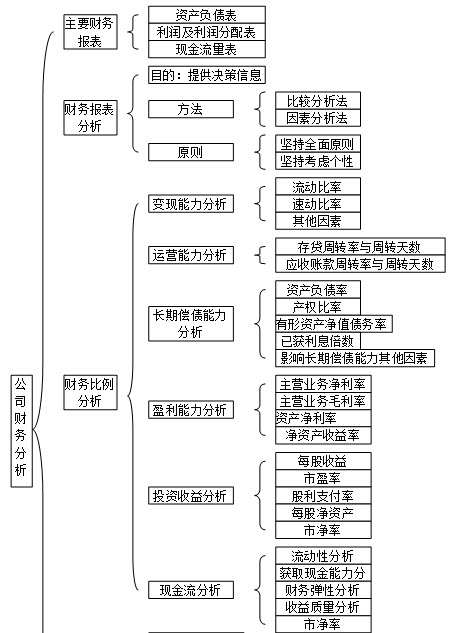 公司财务分析
主要财务
报表
资产负债表
利润及利润分配表
现金流量表
财务报表
分析
目的：提供决策信息
方法
比较分析法
因素分析法
原则
坚持全面原则
坚持考虑个性
财务比例
分析
变现能力分析
流动比率
速动比率
其他因素
运营能力分析
存货周转率与周转天数
应收账款周转率与周转天数
长期偿债能力
分析
资产负债率
产权比率
有形资产净值债务率
已获利息倍数
影响长期偿债能力其他因素
盈利能力分析
主营业务净利率
主营业务毛利率
资产净利率
净资产收益率
投资收益分析
每股收益
市盈率
股利支付率
每股净资产
市净率
现金流分析
流动性分析
获取现金能力分
财务弹性分析
收益质量分析
市净率